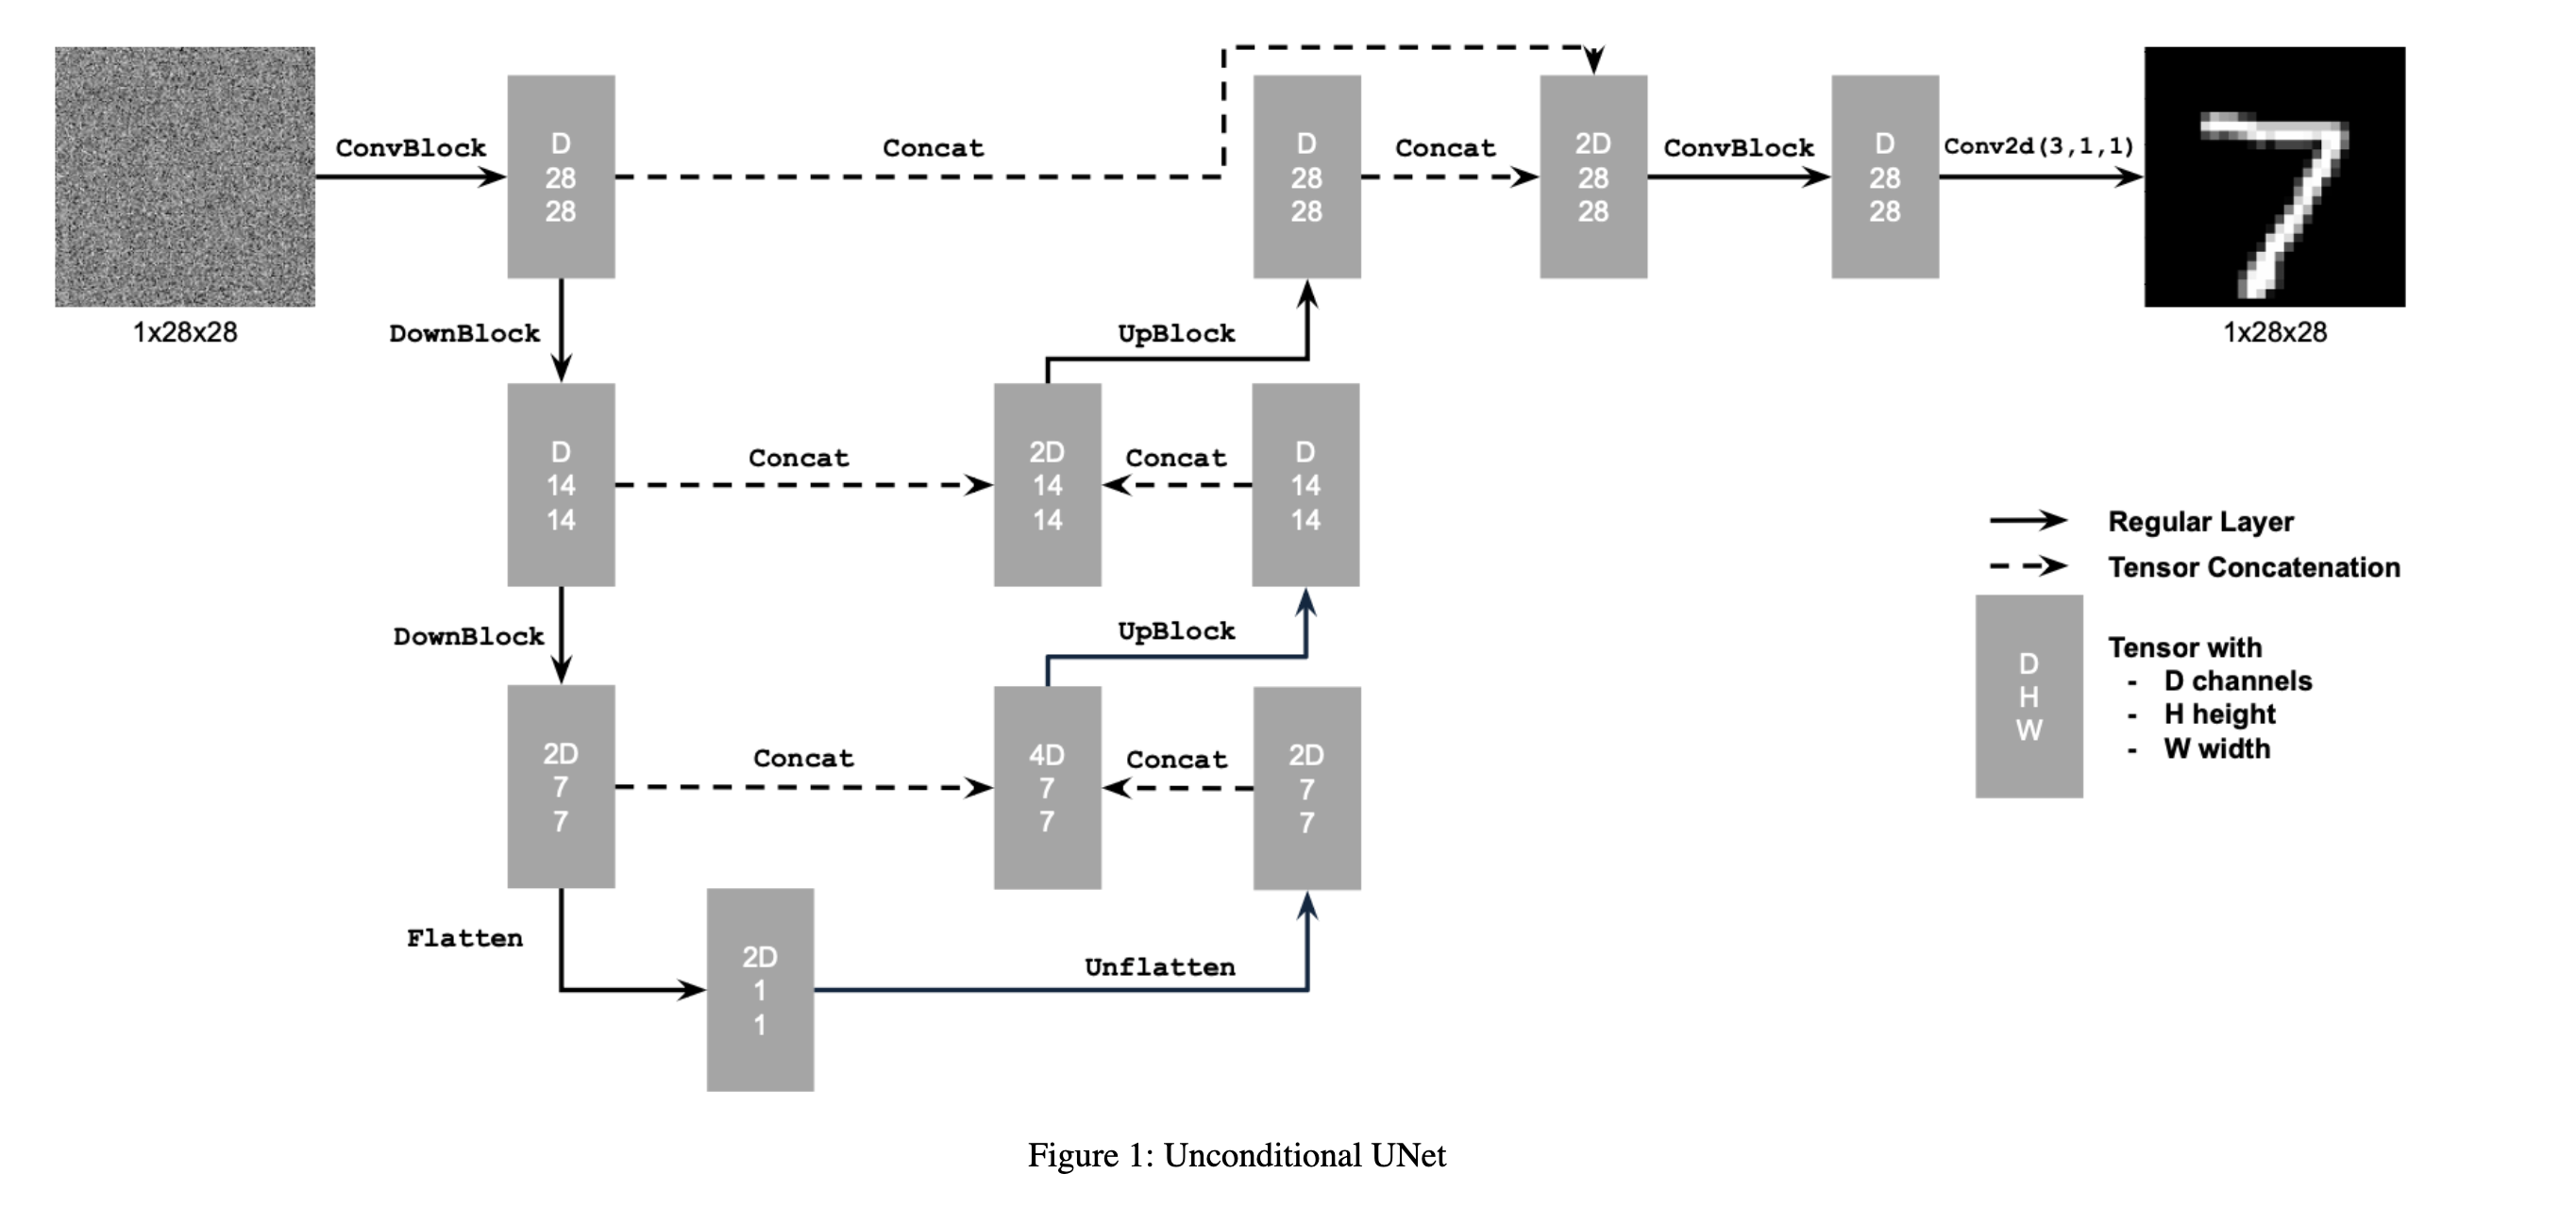 ConvBlock
D
28
28
Concat
D
28
28
Concat
2D
28
28
ConvBlock
D
28
28
Conv2d(3,1,1)
1x28x28
1x28x28
DownBlock
UpBlock
D
14
14
Concat
2D
14
14
Concat
D
14
14
DownBlock
UpBlock
2D
7
7
Concat
4D
7
7
Concat
2D
7
7
Flatten
2D
1
1
Unflatten
Regular Layer
Tensor Concatenation
D
H
W
Tensor with
- D channels
- H height
- W width
7
Figure 1: Unconditional UNet